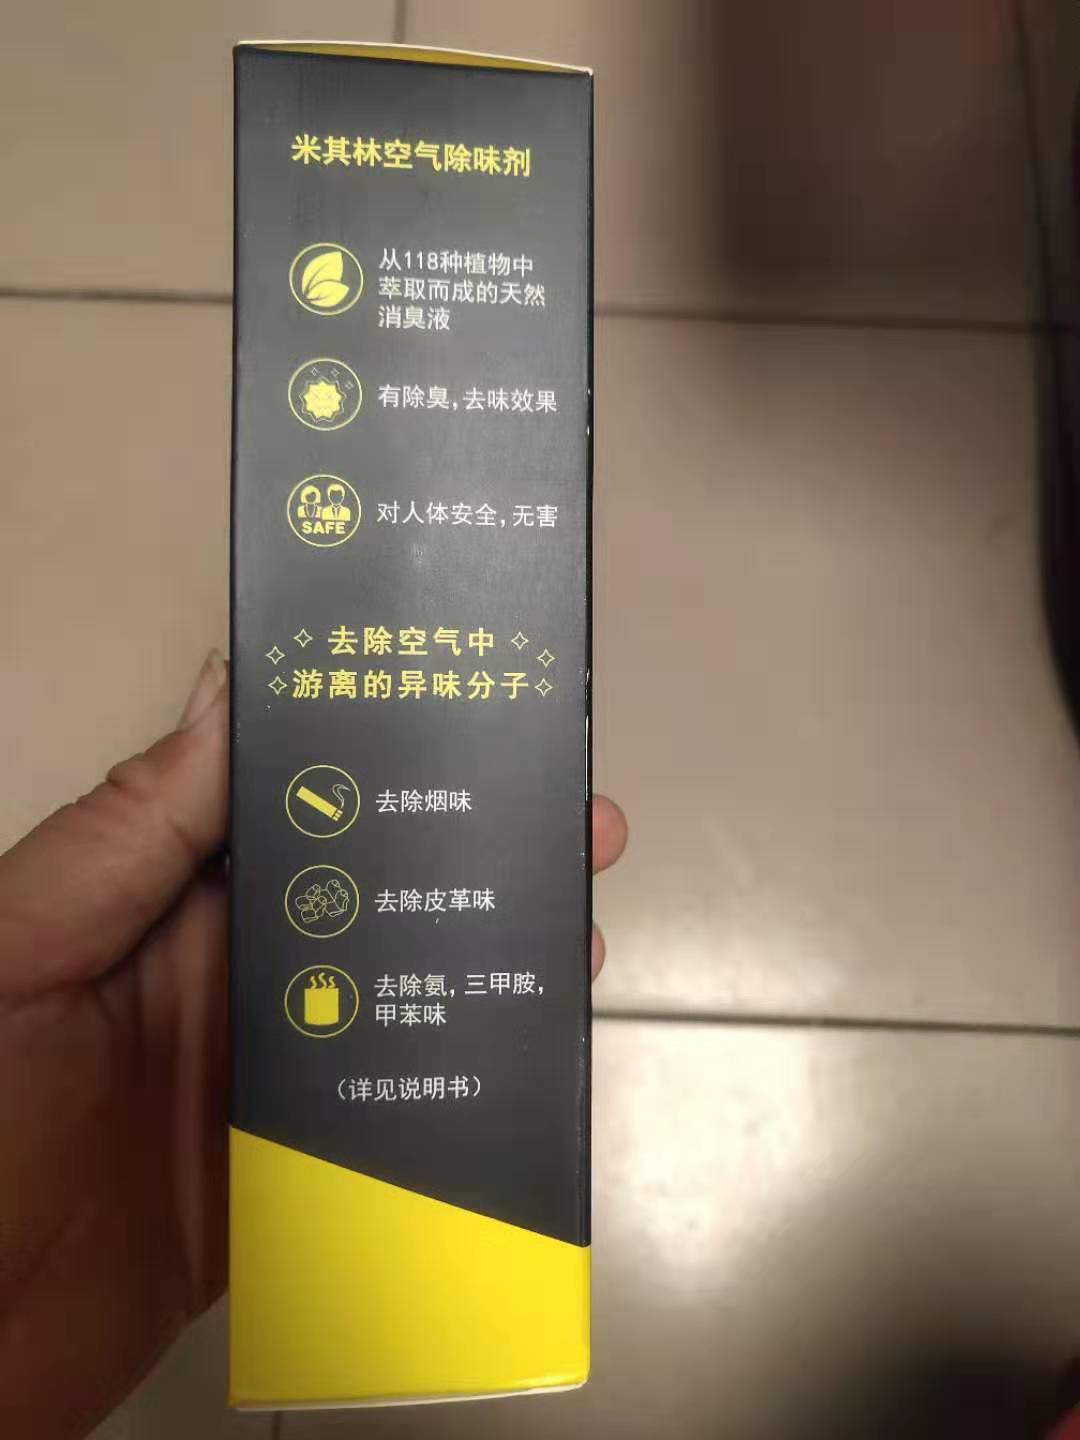 米其林空气除味剂
从118种植物中
萃取而成的天然
消臭液
有除臭,去味效果
SAFE
对人体安全,无害
去除空气中
游离的异味分子
去除烟味
去除皮革味
去除氨,三甲胺,
甲苯味
（详见说明书）